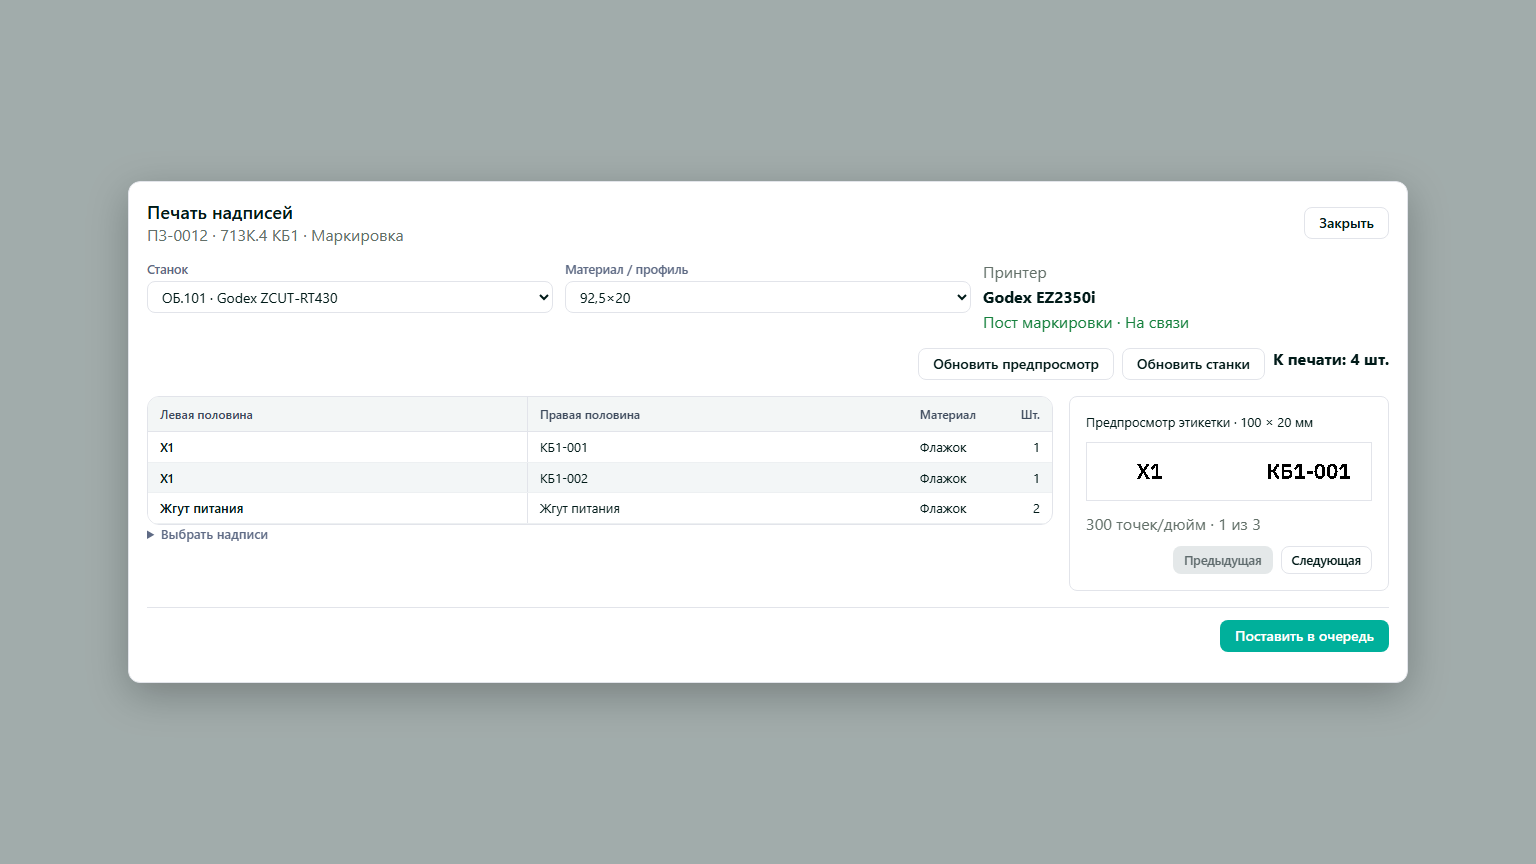 Печать надписей
ПЗ-0012 · 713К.4 КБ1 · Маркировка
Закрыть
Станок
ОБ.101 · Godex ZCUT-RT430
Материал / профиль
92,5×20
Принтер
Godex EZ2350i
Пост маркировки · На связи
Обновить предпросмотр
Обновить станки
К печати: 4 шт.
Левая половина Правая половина Материал Шт.
X1 КБ1-001 Флажок 1
X1 КБ1-002 Флажок 1
Жгут питания Жгут питания Флажок 2
Выбрать надписи
Предпросмотр этикетки · 100 × 20 мм
X1 КБ1-001
300 точек/дюйм · 1 из 3
Предыдущая Следующая
Поставить в очередь